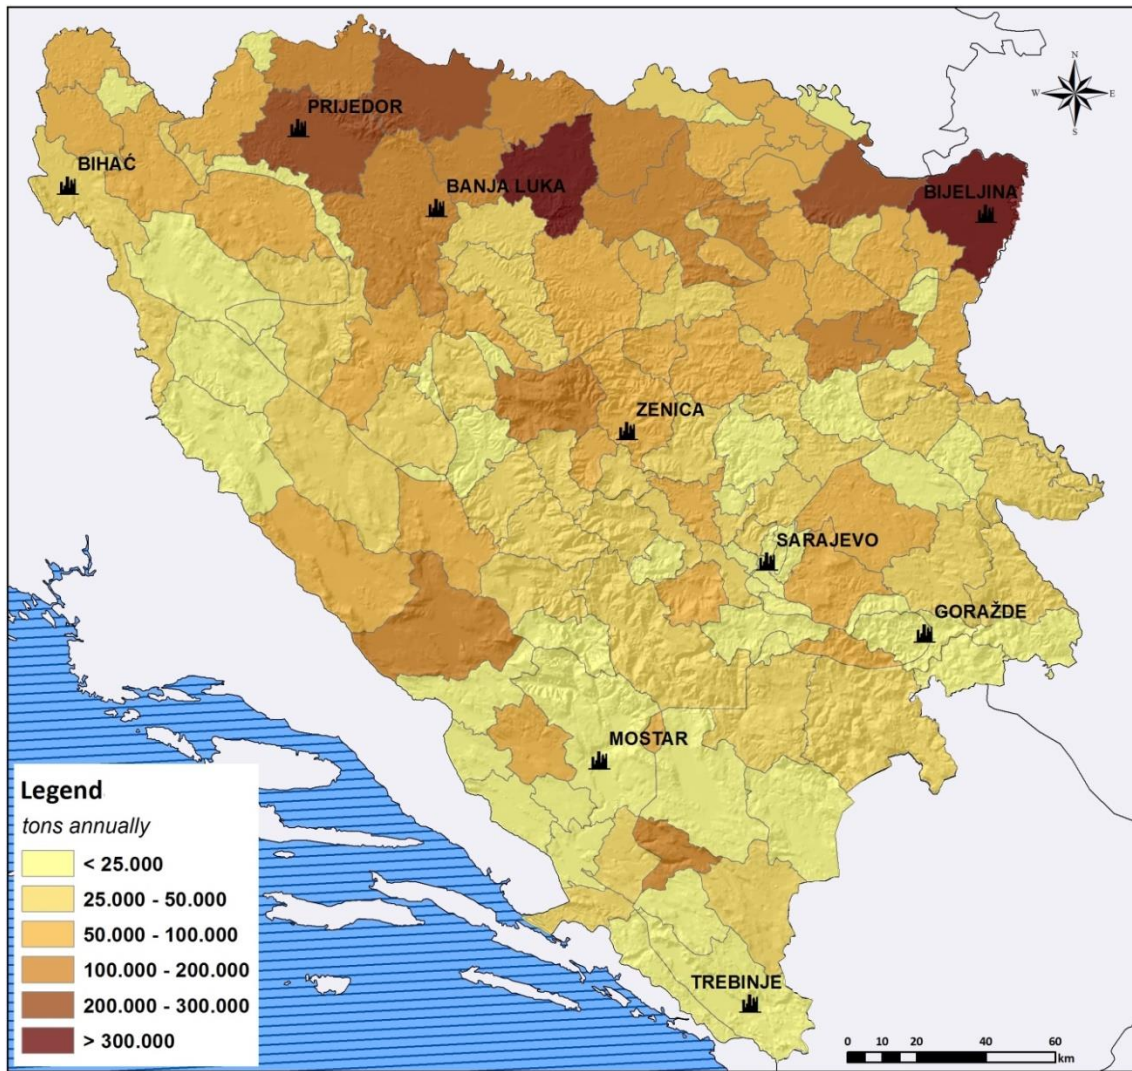 N
W E
S
PRIJEDOR
BIHAĆ
BANJA LUKA
BIJELJINA
ZENICA
SARAJEVO
GORAŽDE
MOSTAR
TREBINJE
Legend
tons annually
< 25.000
25.000 - 50.000
50.000 - 100.000
100.000 - 200.000
200.000 - 300.000
> 300.000
0 10 20 40 60
km